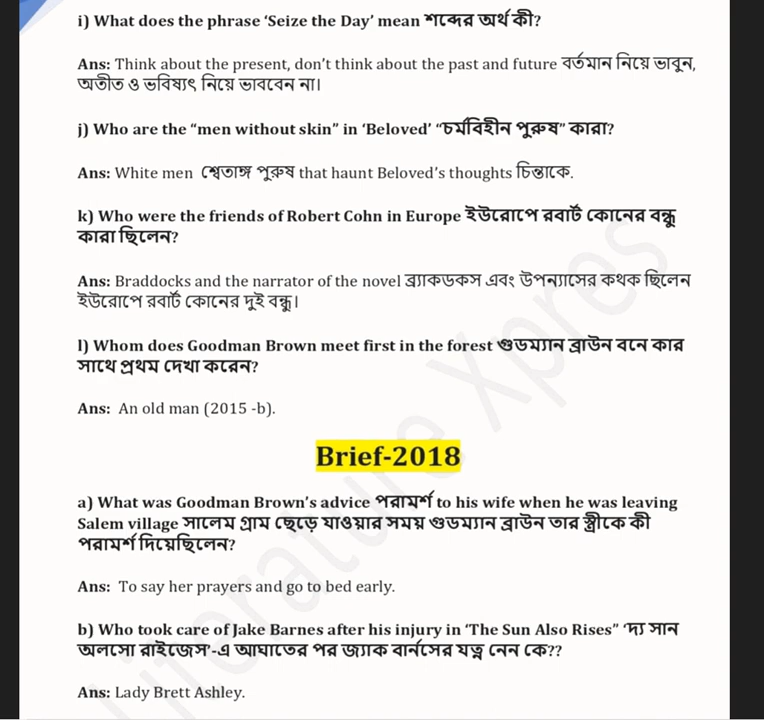 i) What does the phrase ‘Seize the Day’ mean শব্দের অর্থ কী?
Ans: Think about the present, don’t think about the past and future বর্তমান নিয়ে ভাবুন,
অতীত ও ভবিষ্যৎ নিয়ে ভাববেন না।
j) Who are the “men without skin” in ‘Beloved’ “চর্মবিহীন পুরুষ” কারা?
Ans: White men শ্বেতাঙ্গ পুরুষ that haunt Beloved’s thoughts চিন্তাকে.
k) Who were the friends of Robert Cohn in Europe ইউরোপে রবার্ট কোনের বন্ধু
কারা ছিলেন?
Ans: Braddocks and the narrator of the novel ব্র্যাকডকস এবং উপন্যাসের কথক ছিলেন
ইউরোপে রবার্ট কোনের দুই বন্ধু।
l) Whom does Goodman Brown meet first in the forest গুডম্যান ব্রাউন বনে কার
সাথে প্রথম দেখা করেন?
Ans: An old man (2015 -b).
Brief-2018
a) What was Goodman Brown’s advice পরামর্শ to his wife when he was leaving
Salem village সালেম গ্রাম ছেড়ে যাওয়ার সময় গুডম্যান ব্রাউন তার স্ত্রীকে কী
পরামর্শ দিয়েছিলেন?
Ans: To say her prayers and go to bed early.
b) Who took care of Jake Barnes after his injury in ‘The Sun Also Rises” ‘দ্য সান
অলসো রাইজেস’-এ আঘাতের পর জ্যাক বার্নসের যত্ন নেন কে??
Ans: Lady Brett Ashley.
Literature Xpres